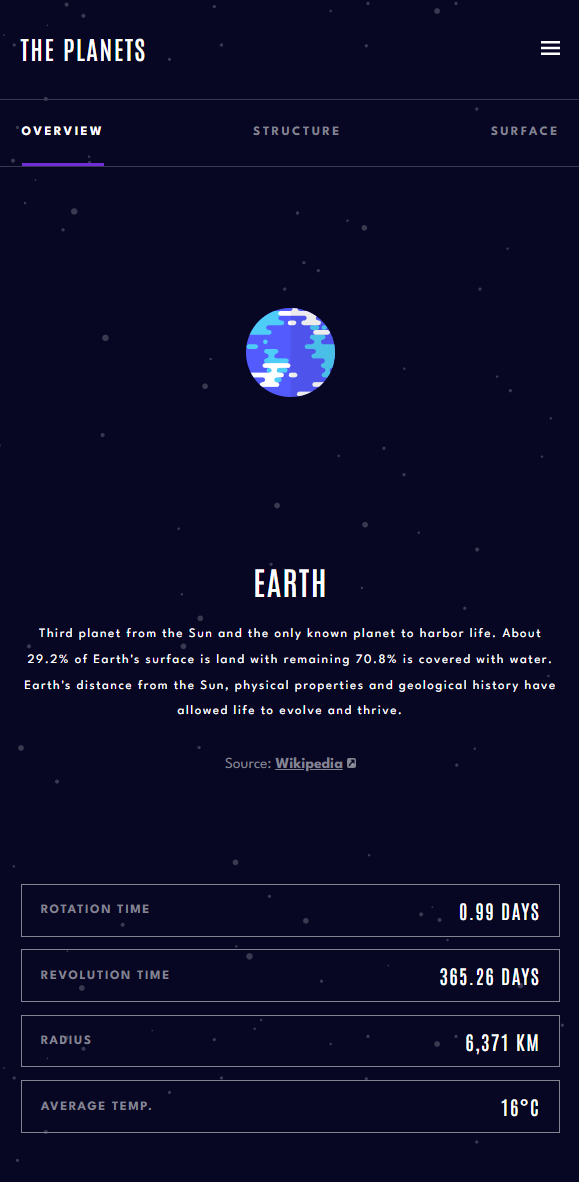 THE PLANETS
OVERVIEW STRUCTURE SURFACE
EARTH
Third planet from the Sun and the only known planet to harbor life. About
29.2% of Earth's surface is land with remaining 70.8% is covered with water.
Earth's distance from the Sun, physical properties and geological history have
allowed life to evolve and thrive.
Source: Wikipedia
ROTATION TIME 0.99 DAYS
REVOLUTION TIME 365.26 DAYS
RADIUS 6,371 KM
AVERAGE TEMP. 16°C